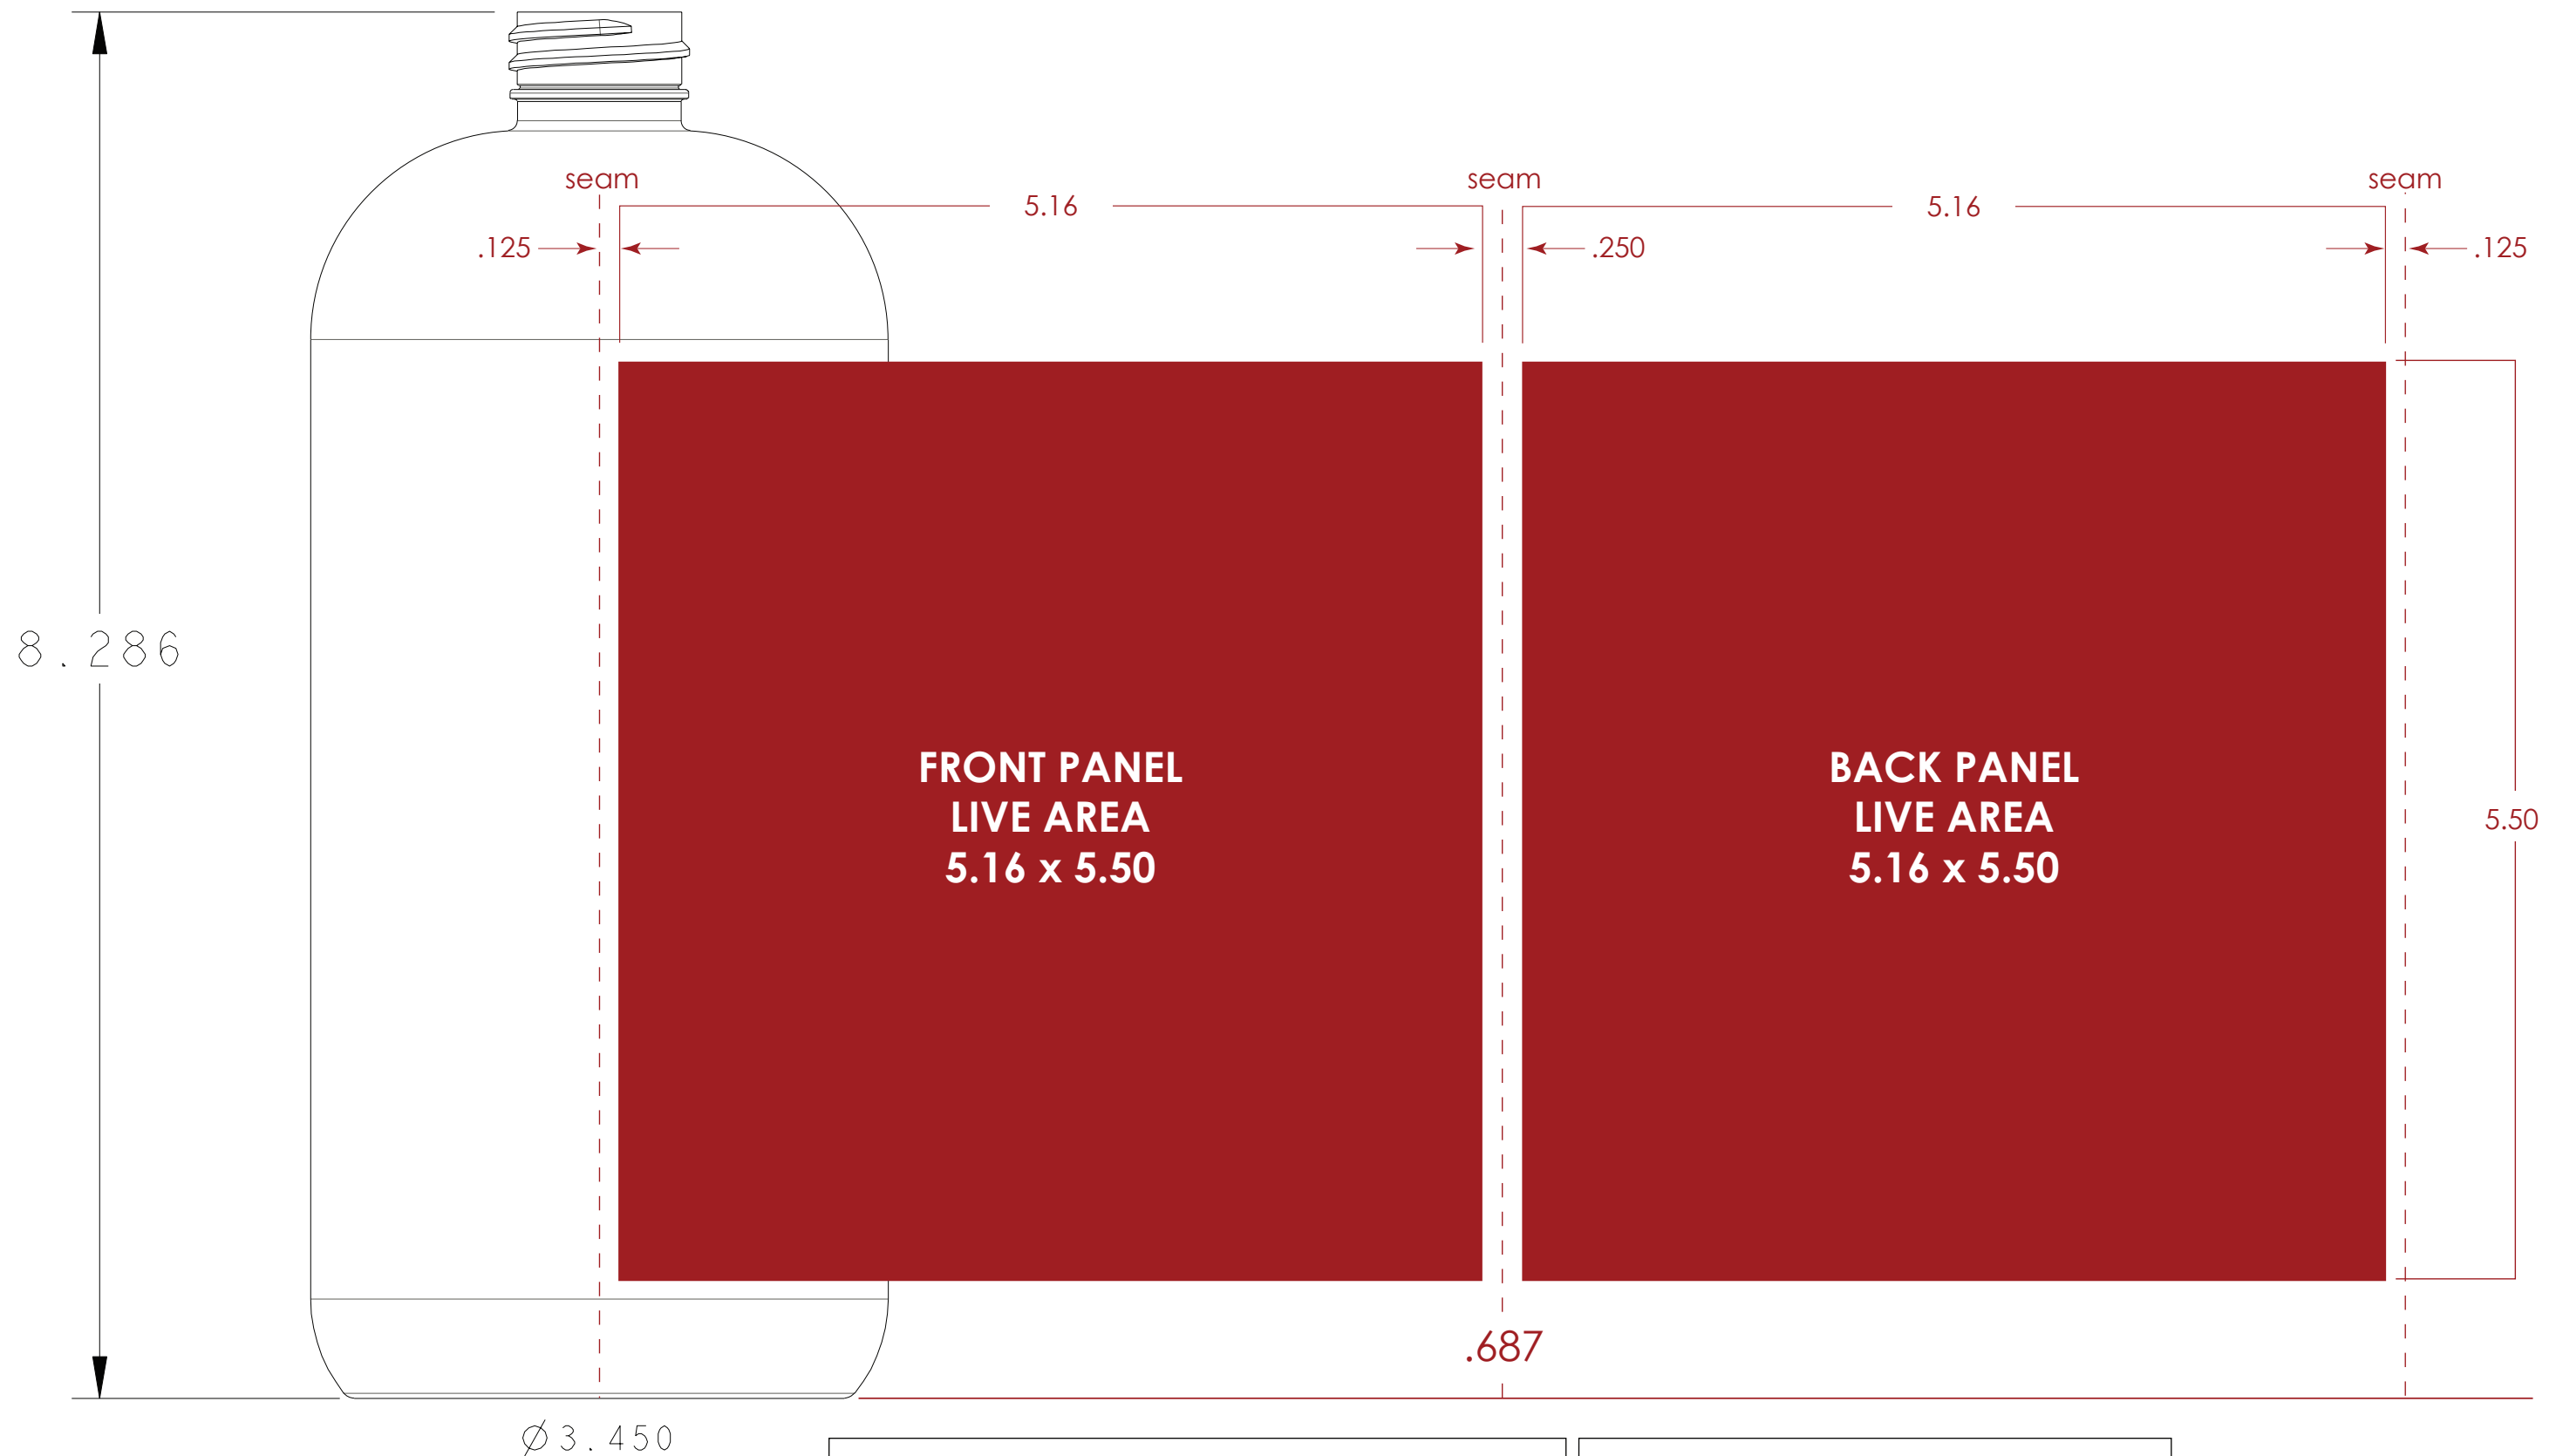 seam
seam
seam
5.16
5.16
.125
.250
.125
8.286
FRONT PANEL
LIVE AREA
5.16 x 5.50
BACK PANEL
LIVE AREA
5.16 x 5.50
5.50
.687
Ø3.450